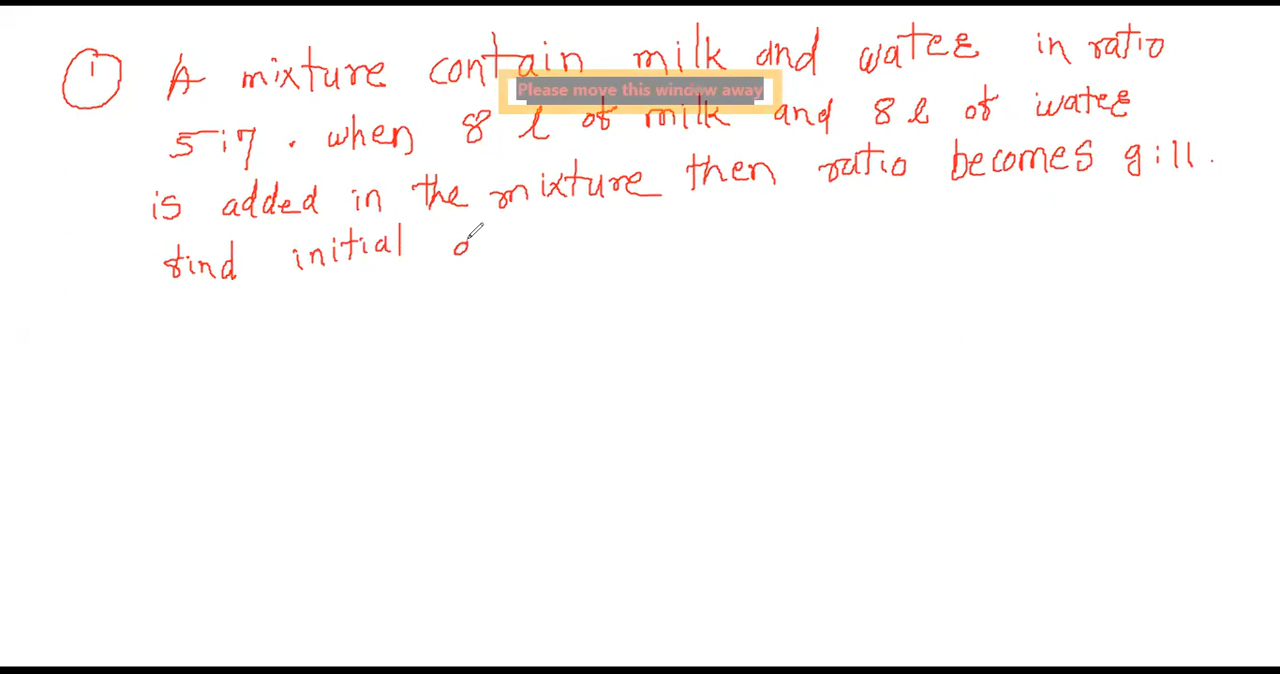 ① A mixture contain milk and water in ratio
Please move this window away
5:7. when 8 l of milk and 8 l of water
is added in the mixture then ratio becomes 9:11.
find initial